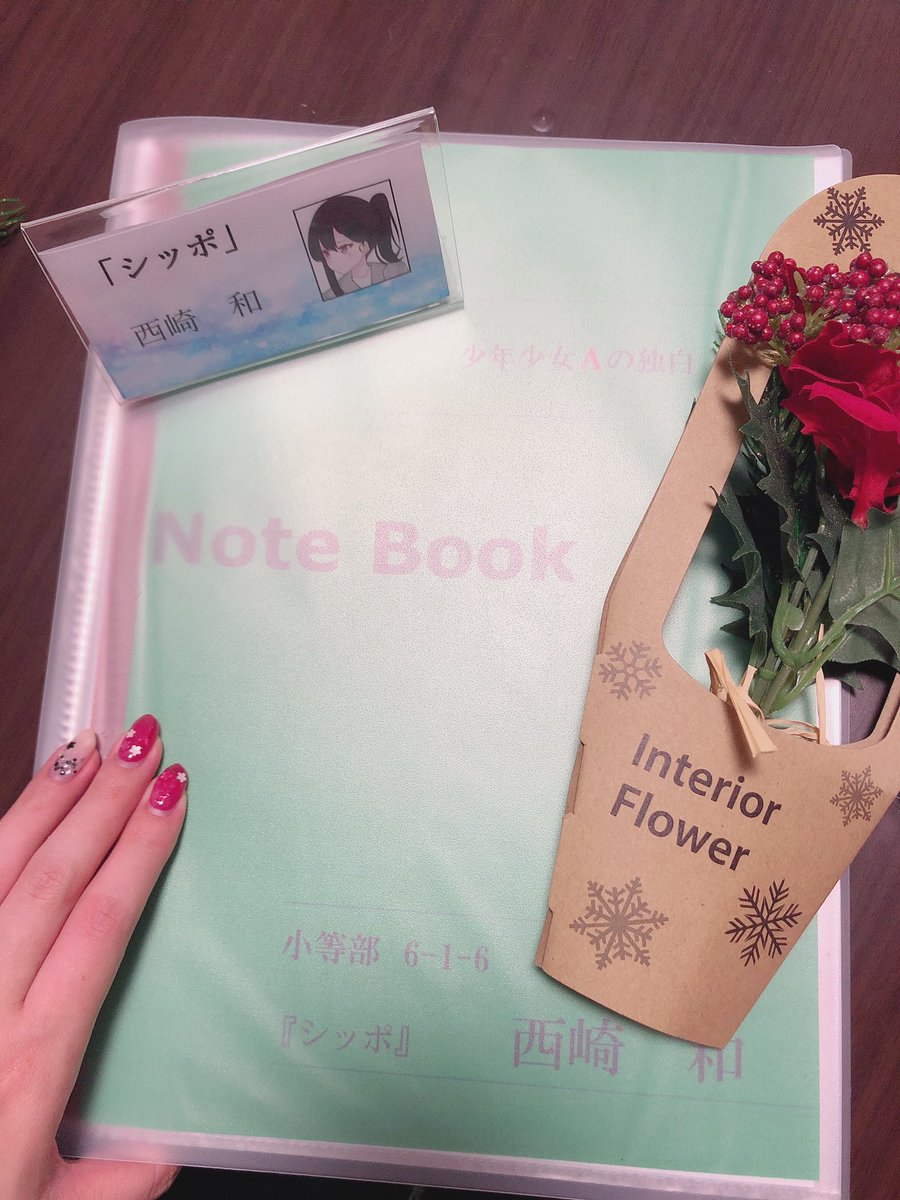 「シッポ」
西崎 和
少年少女Aの独白
Note Book
Interior
Flower
小等部 6-1-6
『シッポ』 西崎 和